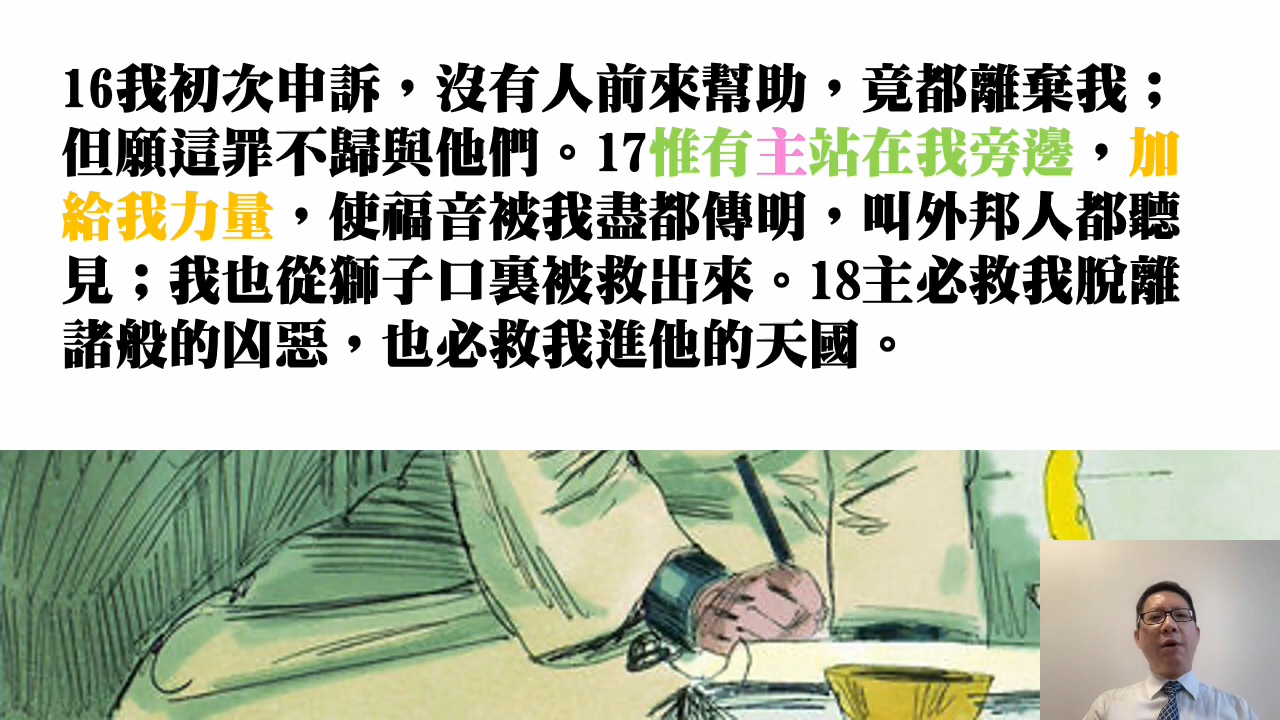 16我初次申訴，沒有人前來幫助，竟都離棄我；
但願這罪不歸與他們。17惟有主站在我旁邊，加
給我力量，使福音被我盡都傳明，叫外邦人都聽
見；我也從獅子口裏被救出來。18主必救我脫離
諸般的凶惡，也必救我進他的天國。